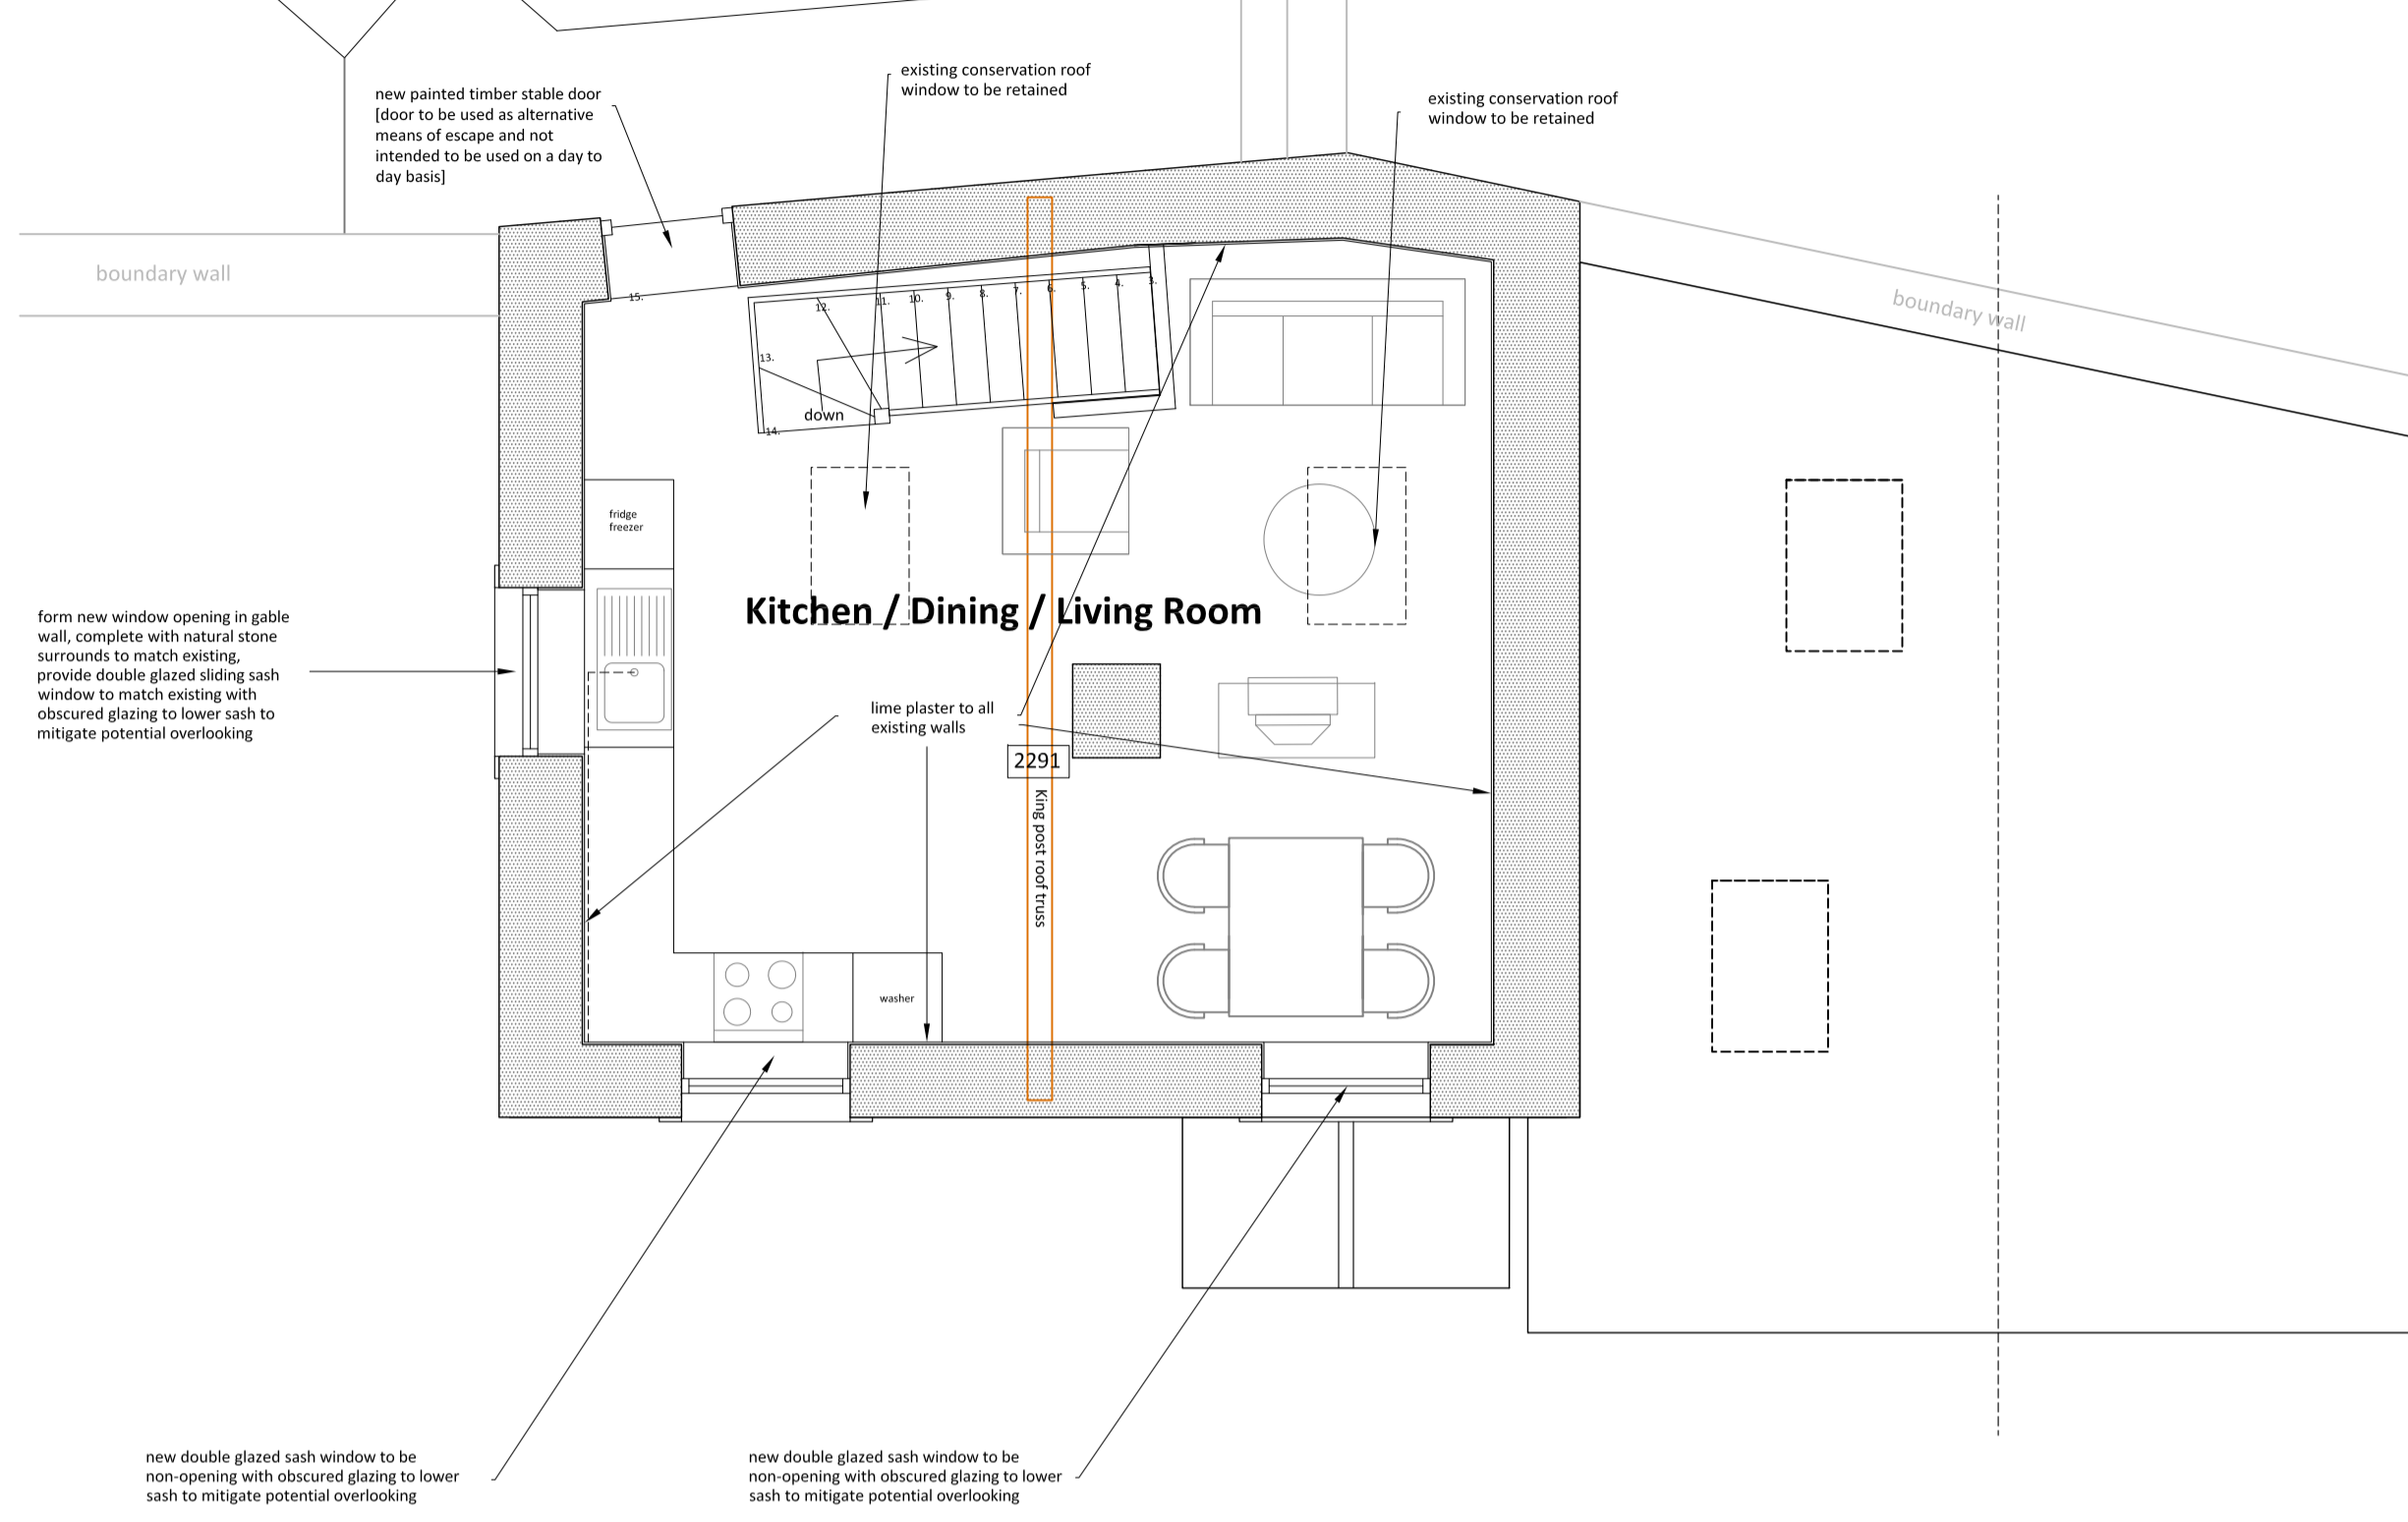 existing conservation roof
window to be retained
new painted timber stable door
[door to be used as alternative
means of escape and not
intended to be used on a day to
day basis]
existing conservation roof
window to be retained
boundary wall
boundary wall
15.
12.
11.
10.
9.
8.
7.
6.
5.
4.
3.
13.
down
14.
fridge
freezer
Kitchen / Dining / Living Room
form new window opening in gable
wall, complete with natural stone
surrounds to match existing,
provide double glazed sliding sash
window to match existing with
obscured glazing to lower sash to
mitigate potential overlooking
lime plaster to all
existing walls
2291
King post roof truss
washer
new double glazed sash window to be
non-opening with obscured glazing to lower
sash to mitigate potential overlooking
new double glazed sash window to be
non-opening with obscured glazing to lower
sash to mitigate potential overlooking